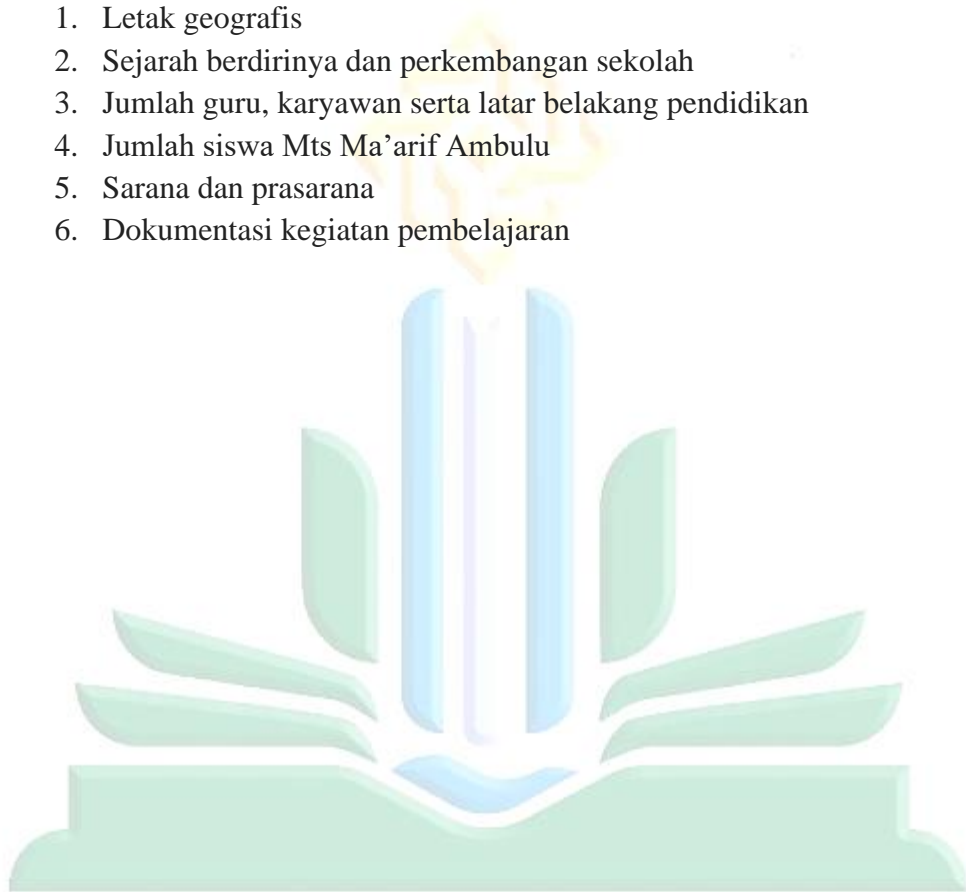 1. Letak geografis
2. Sejarah berdirinya dan perkembangan sekolah
3. Jumlah guru, karyawan serta latar belakang pendidikan
4. Jumlah siswa Mts Ma’arif Ambulu
5. Sarana dan prasarana
6. Dokumentasi kegiatan pembelajaran